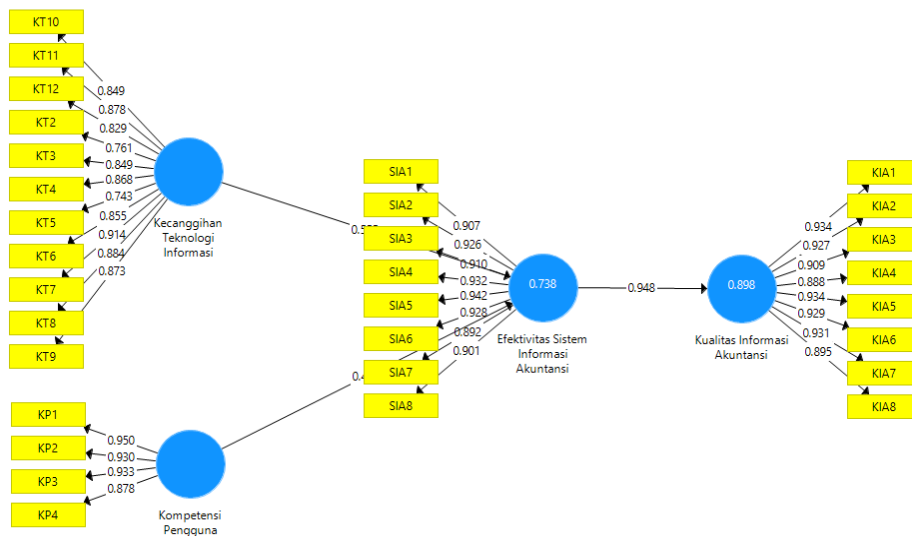 KT10
KT11
KT12
KT2
KT3
KT4
KT5
KT6
KT7
KT8
KT9
0.849
0.878
0.829
0.761
0.849
0.868
0.743
0.855
0.914
0.884
0.873
Kecanggihan
Teknologi
Informasi
KP1
KP2
KP3
KP4
0.950
0.930
0.933
0.878
Kompetensi
Pengguna
SIA1
SIA2
SIA3
SIA4
SIA5
SIA6
SIA7
SIA8
0.907
0.926
0.910
0.932
0.942
0.928
0.892
0.901
0.738
Efektivitas Sistem
Informasi
Akuntansi
0.948
0.898
Kualitas Informasi
Akuntansi
0.934
0.927
0.909
0.888
0.934
0.929
0.931
0.895
KIA1
KIA2
KIA3
KIA4
KIA5
KIA6
KIA7
KIA8